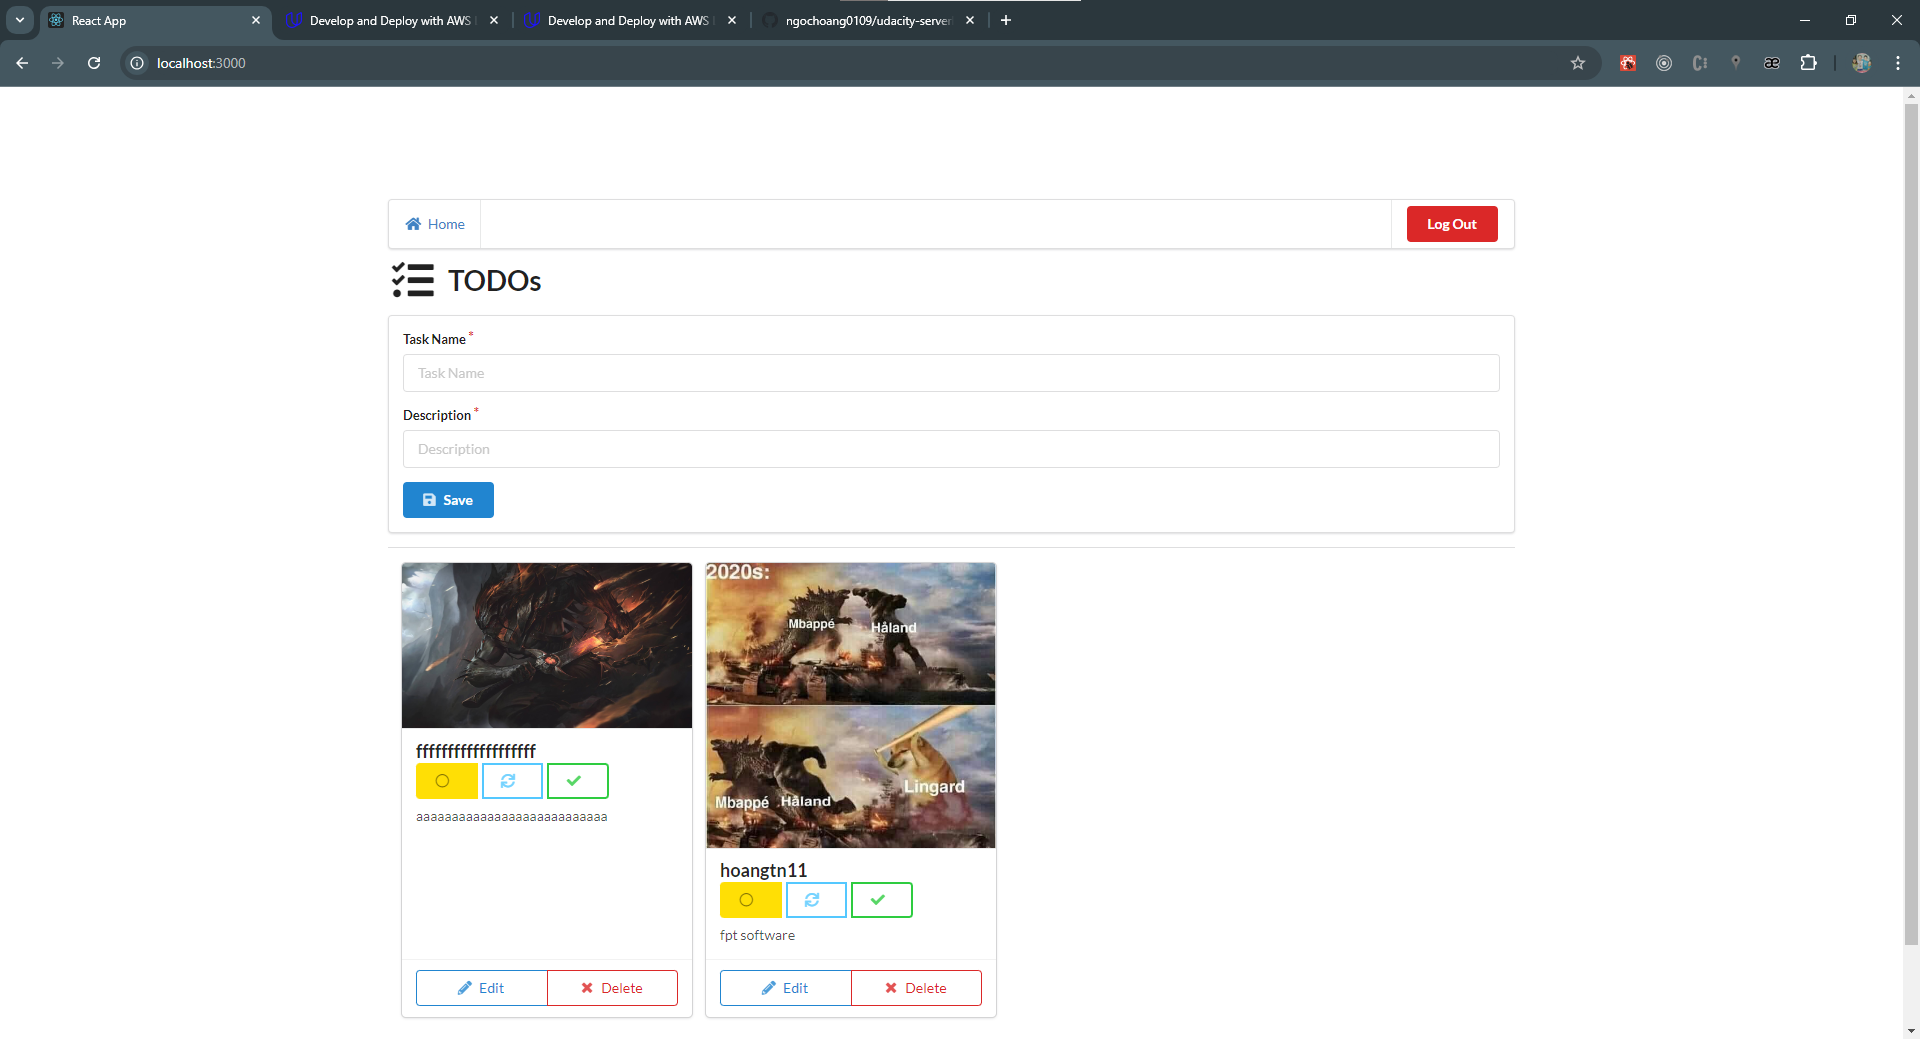 React App
Develop and Deploy with AWS
Develop and Deploy with AWS
ngochoang0109/udacity-server
localhost:3000
Home
Log Out
TODOs
Task Name *
Task Name
Description *
Description
Save
fffffffffffffffffff
aaaaaaaaaaaaaaaaaaaaaaaaaaa
Edit
Delete
2020s:
Mbappé
Håland
Lingard
Mbappé
Håland
hoangtn11
fpt software
Edit
Delete